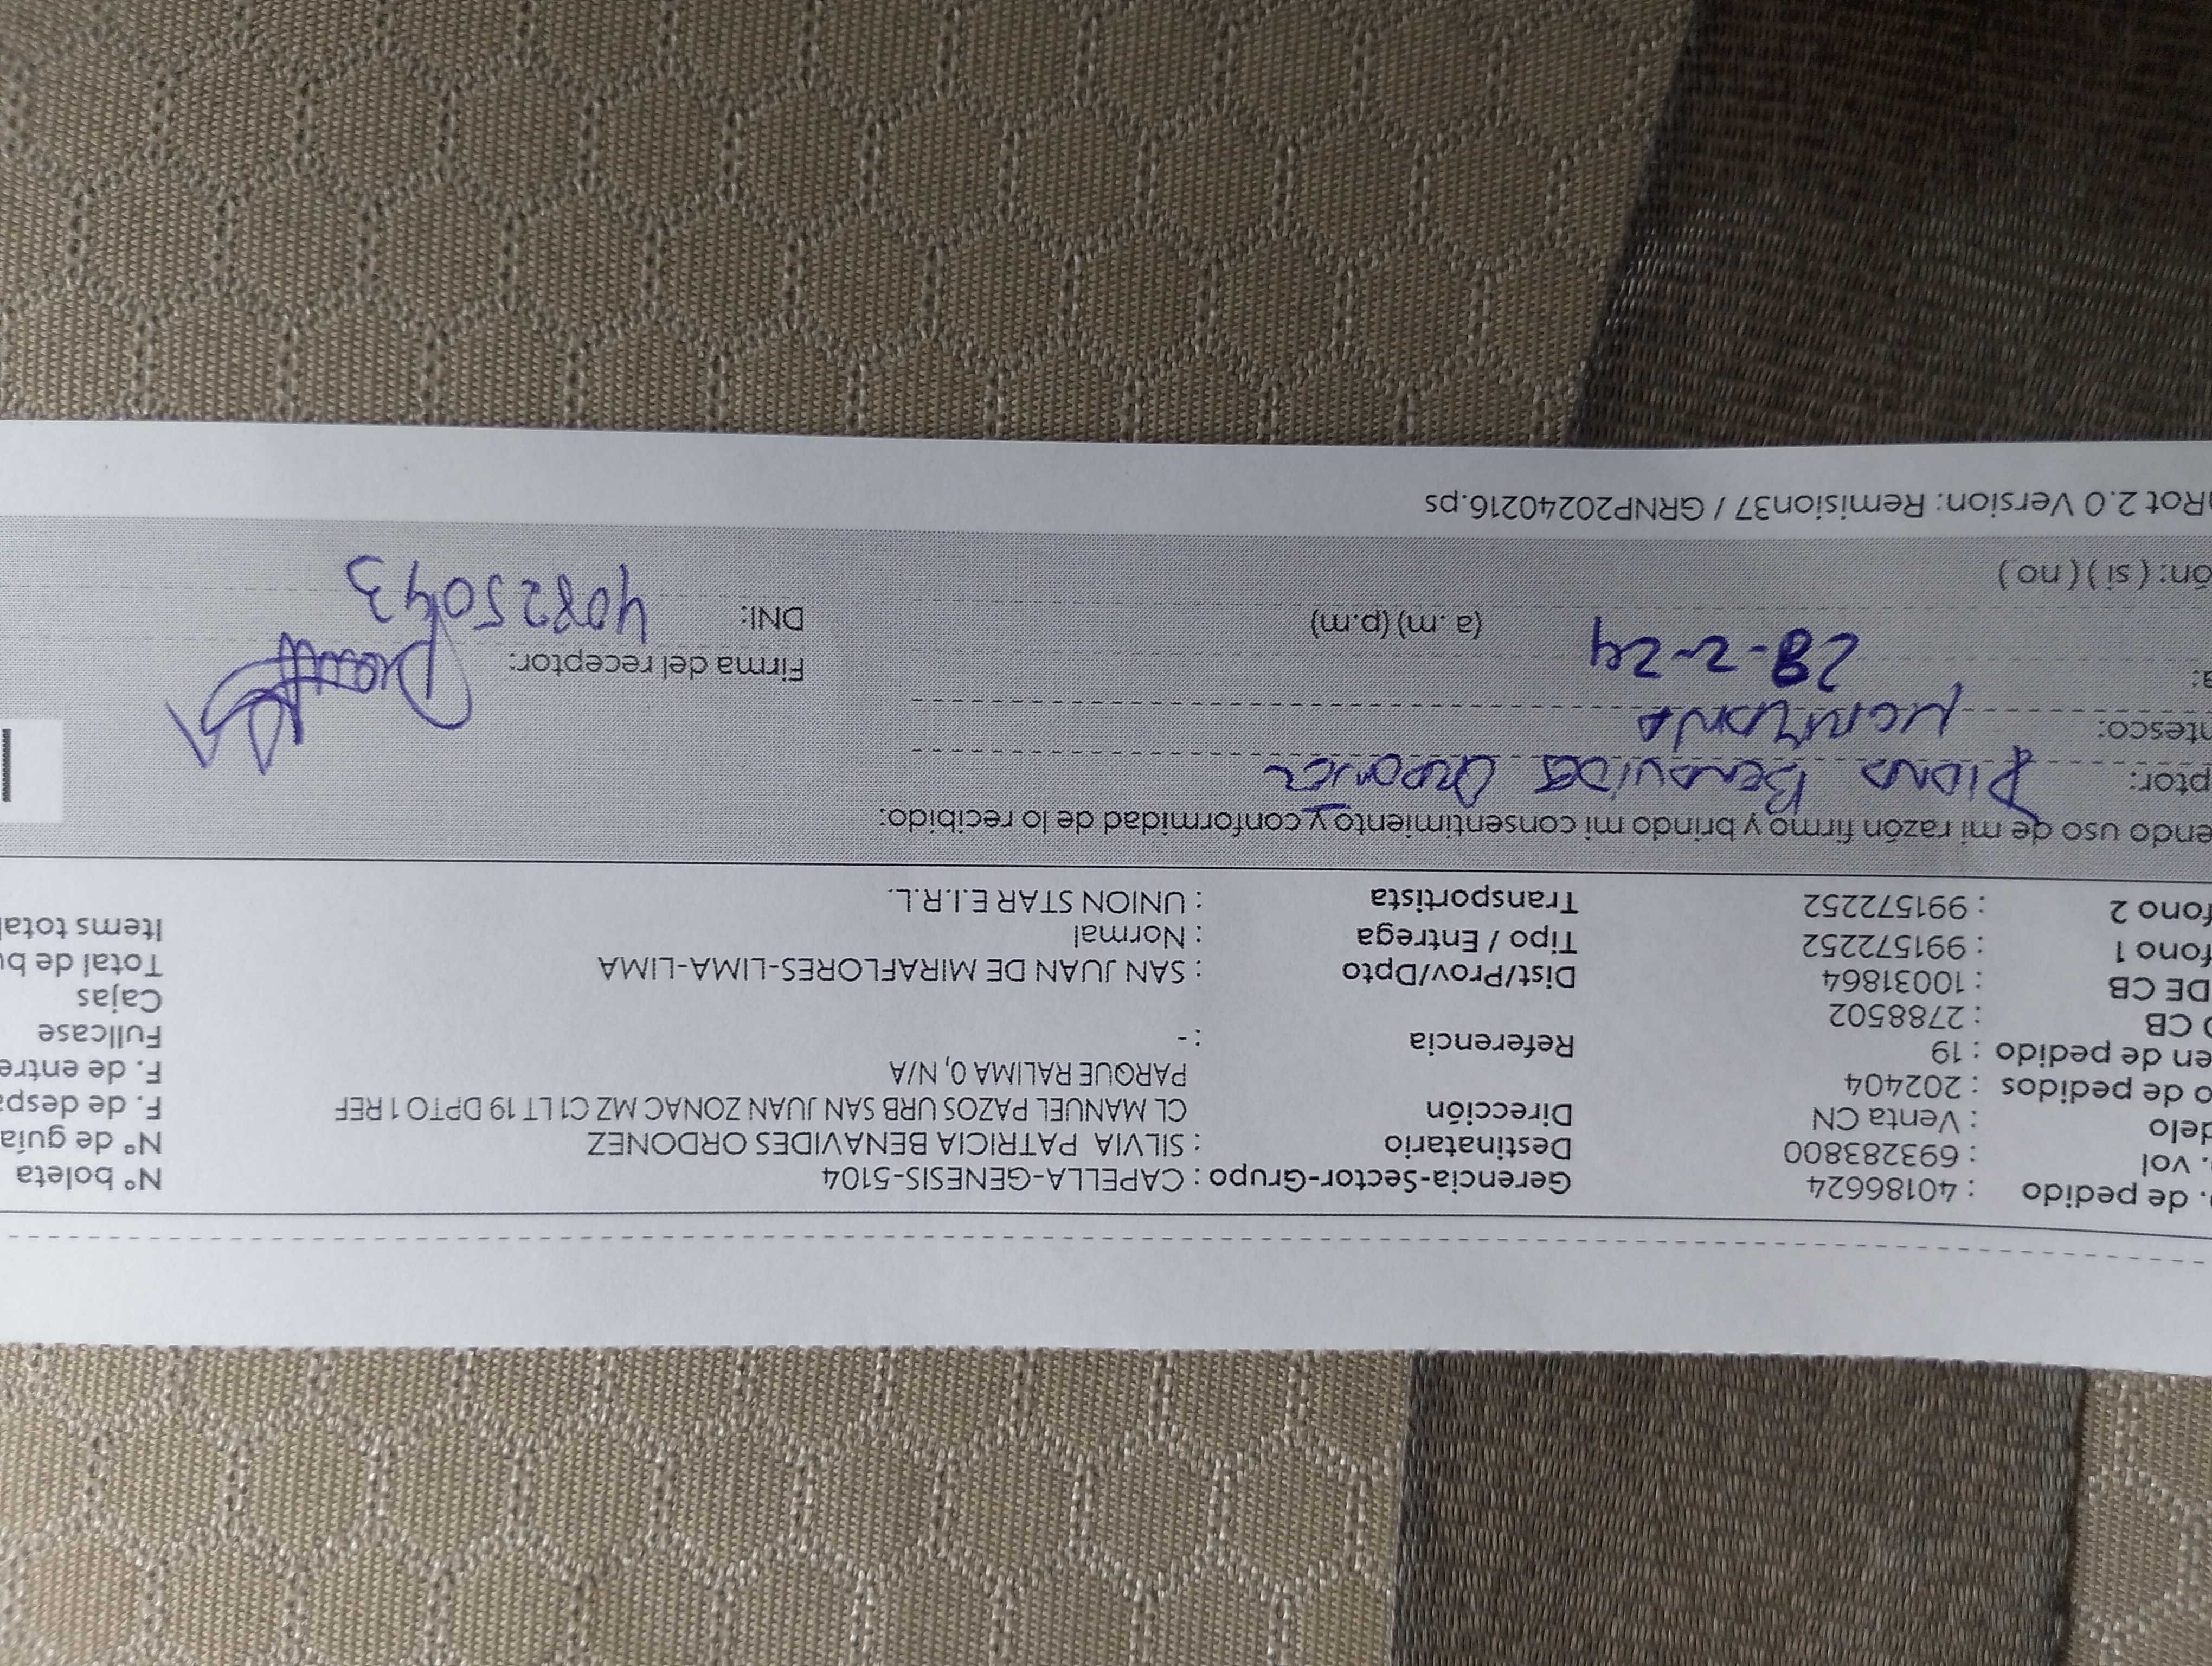 . de pedido : 40186624 Gerencia-Sector-Grupo : CAPELLA-GENESIS-5104 N° boleta
. vol : 693283800 Destinatario : SILVIA PATRICIA BENAVIDES ORDONEZ N° de guía
delo : Venta CN Dirección CL MANUEL PAZOS URB SAN JUAN ZONAC MZ C1 LT 19 DPTO 1 REF F. de despa
o de pedidos : 202404 PARQUE RALIMA 0, N/A F. de entre
en de pedido : 19 Referencia : - Fullcase
O CB : 2788502 Cajas
DE CB : 10031864 Dist/Prov/Dpto : SAN JUAN DE MIRAFLORES-LIMA-LIMA Total de bu
fono 1 : 991572252 Tipo / Entrega : Normal Items total
fono 2 : 991572252 Transportista : UNION STAR E.I.R.L.
endo uso de mi razón firmo y brindo mi consentimiento y conformidad de lo recibido:
ptor: Diana Benavides
ntesco: Hermana
a: 28-2-24 (a .m) (p.m) Firma del receptor:
DNI: 40825043
ón: ( si ) ( no )
Rot 2.0 Version: Remision37 / GRNP20240216.ps